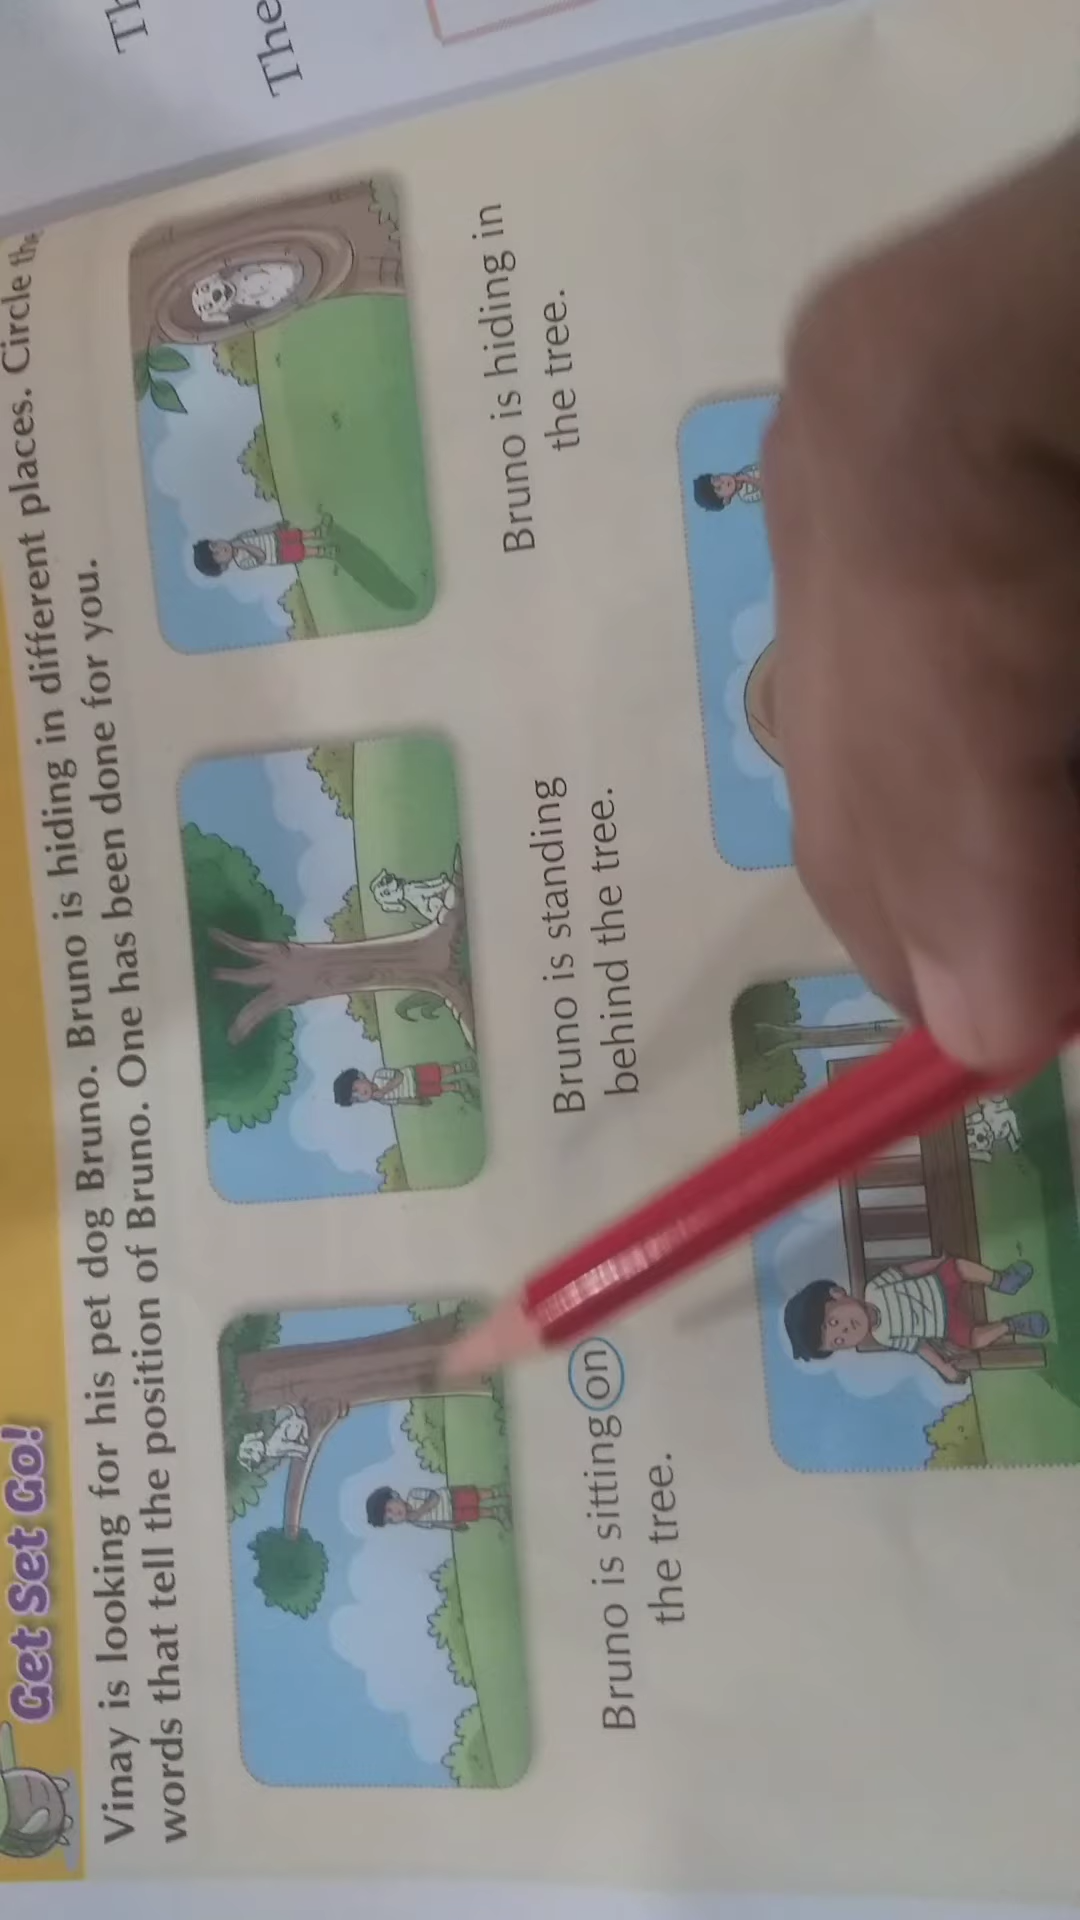 Th
The
Get Set Go!
Vinay is looking for his pet dog Bruno. Bruno is hiding in different places. Circle the
words that tell the position of Bruno. One has been done for you.
Bruno is sitting on
the tree.
Bruno is standing
behind the tree.
Bruno is hiding in
the tree.